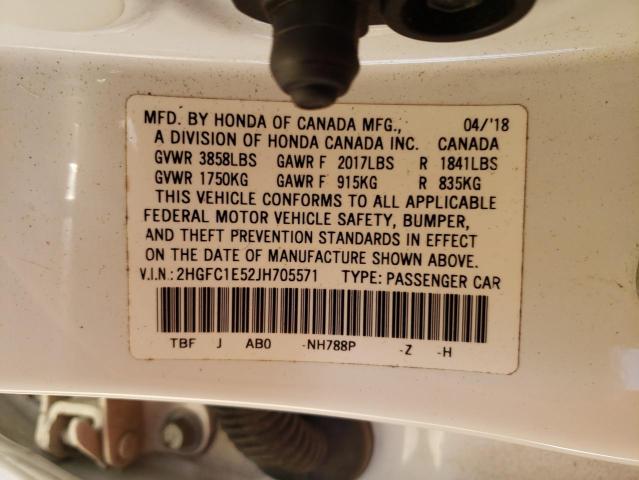 MFD. BY HONDA OF CANADA MFG., 04/'18
A DIVISION OF HONDA CANADA INC. CANADA
GVWR 3858LBS GAWR F 2017LBS R 1841LBS
GVWR 1750KG GAWR F 915KG R 835KG
THIS VEHICLE CONFORMS TO ALL APPLICABLE
FEDERAL MOTOR VEHICLE SAFETY, BUMPER,
AND THEFT PREVENTION STANDARDS IN EFFECT
ON THE DATE OF MANUFACTURE SHOWN ABOVE.
V.I.N.: 2HGFC1E52JH705571 TYPE: PASSENGER CAR
TBF J AB0 -NH788P -Z -H